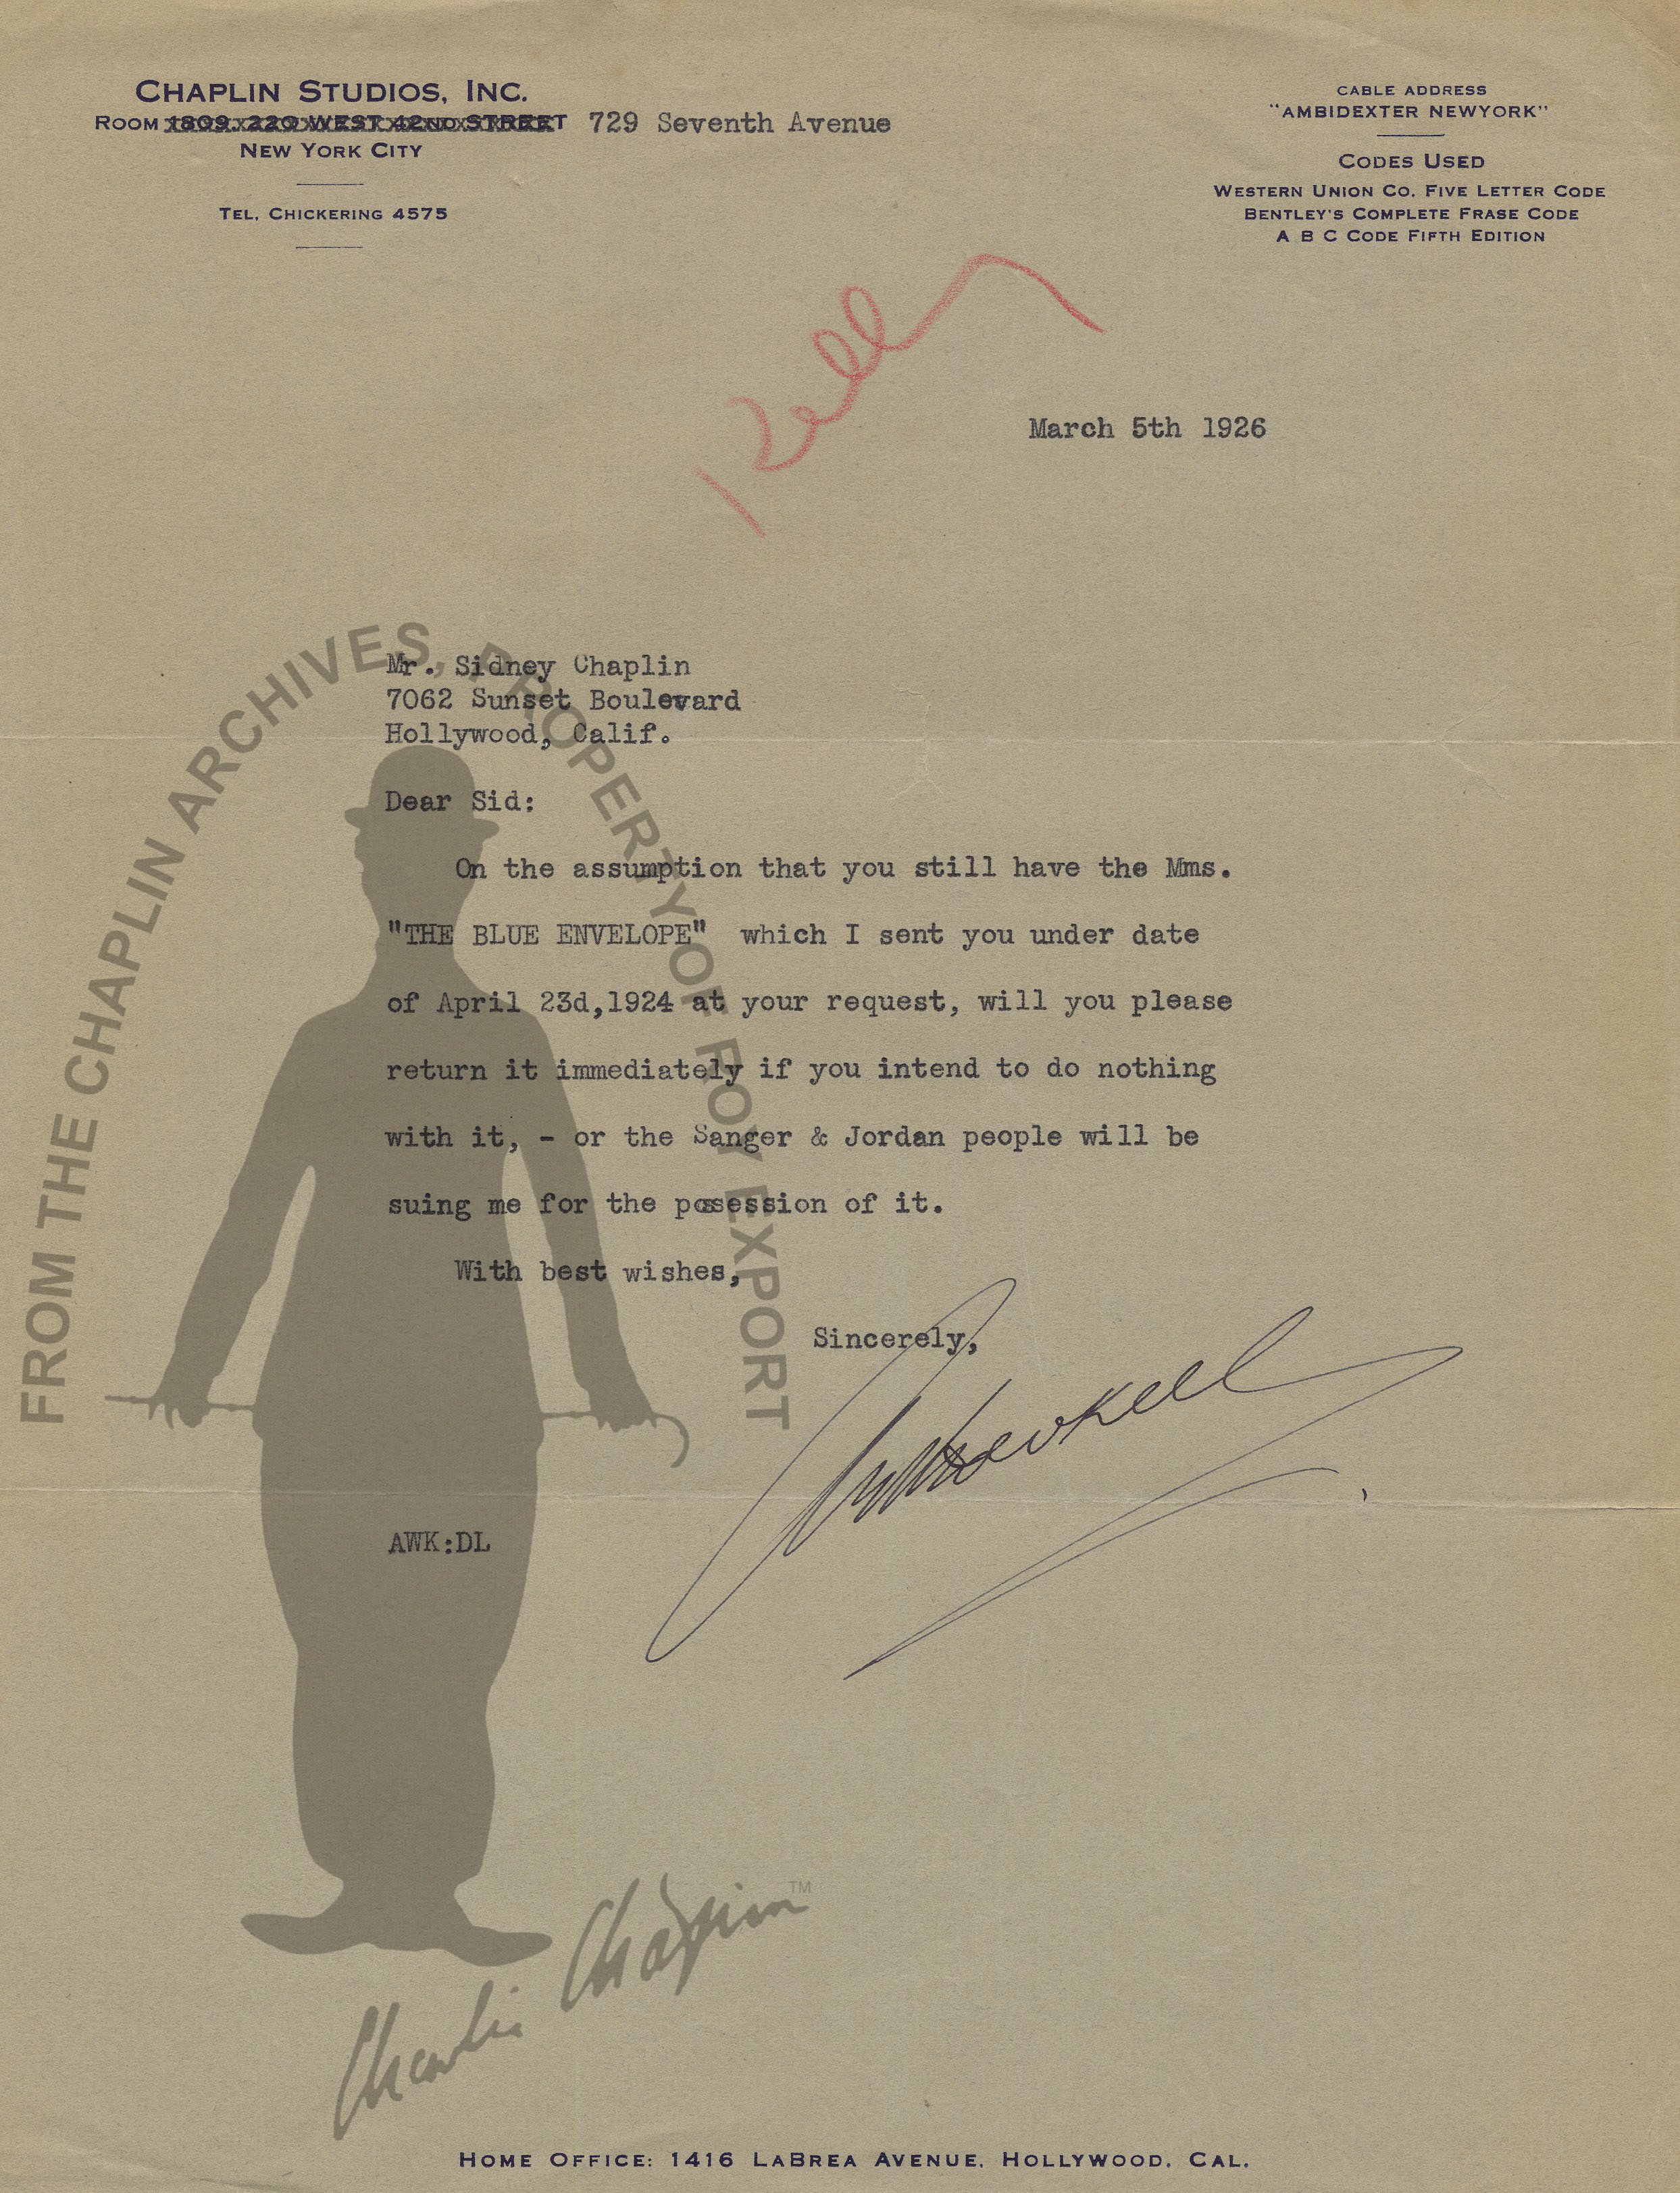 CHAPLIN STUDIOS, INC.
ROOM 1809. 220 WEST 42ND STREET 729 Seventh Avenue
NEW YORK CITY
TEL. CHICKERING 4575
CABLE ADDRESS
"AMBIDEXTER NEWYORK"
CODES USED
WESTERN UNION CO. FIVE LETTER CODE
BENTLEY'S COMPLETE FRASE CODE
A B C CODE FIFTH EDITION
March 5th 1926
Mr. Sidney Chaplin
7062 Sunset Boulevard
Hollywood, Calif.
Dear Sid:
On the assumption that you still have the Mms.
"THE BLUE ENVELOPE" which I sent you under date
of April 23d,1924 at your request, will you please
return it immediately if you intend to do nothing
with it, - or the Sanger & Jordan people will be
suing me for the possession of it.
With best wishes,
Sincerely,
AWK:DL
FROM THE CHAPLIN ARCHIVES, PROPERTY OF ROY EXPORT
Charlie Chaplin TM
HOME OFFICE: 1416 LABREA AVENUE, HOLLYWOOD, CAL.